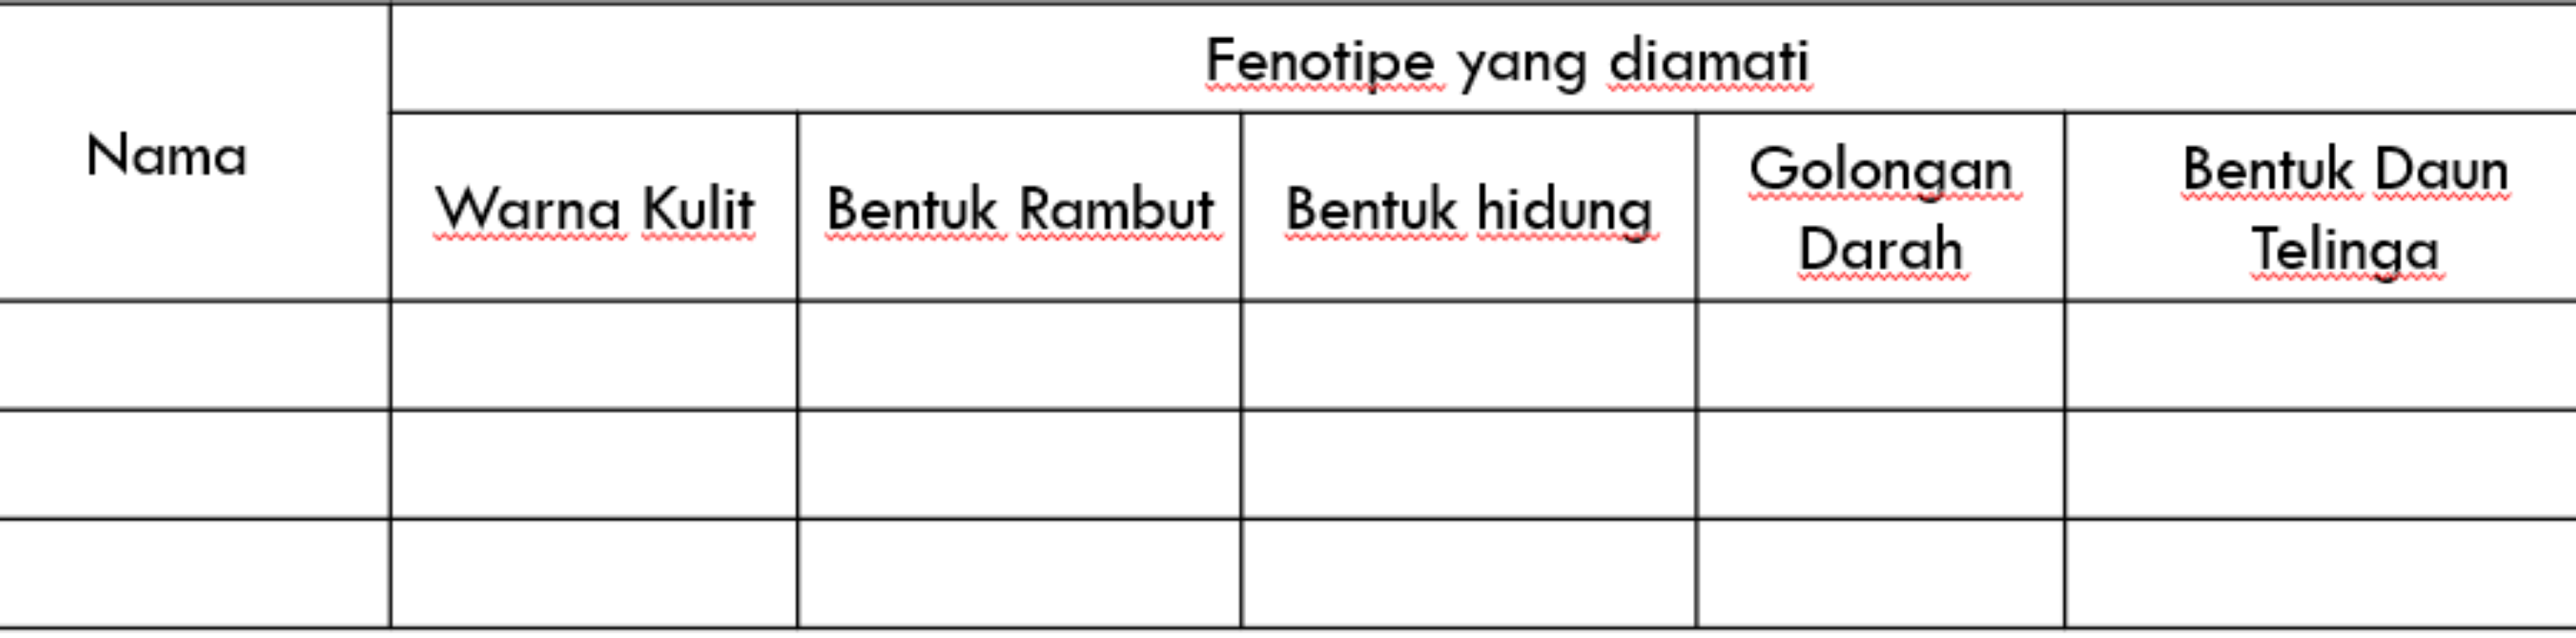 Fenotipe yang diamati
Nama
Warna Kulit
Bentuk Rambut
Bentuk hidung
Golongan
Darah
Bentuk Daun
Telinga